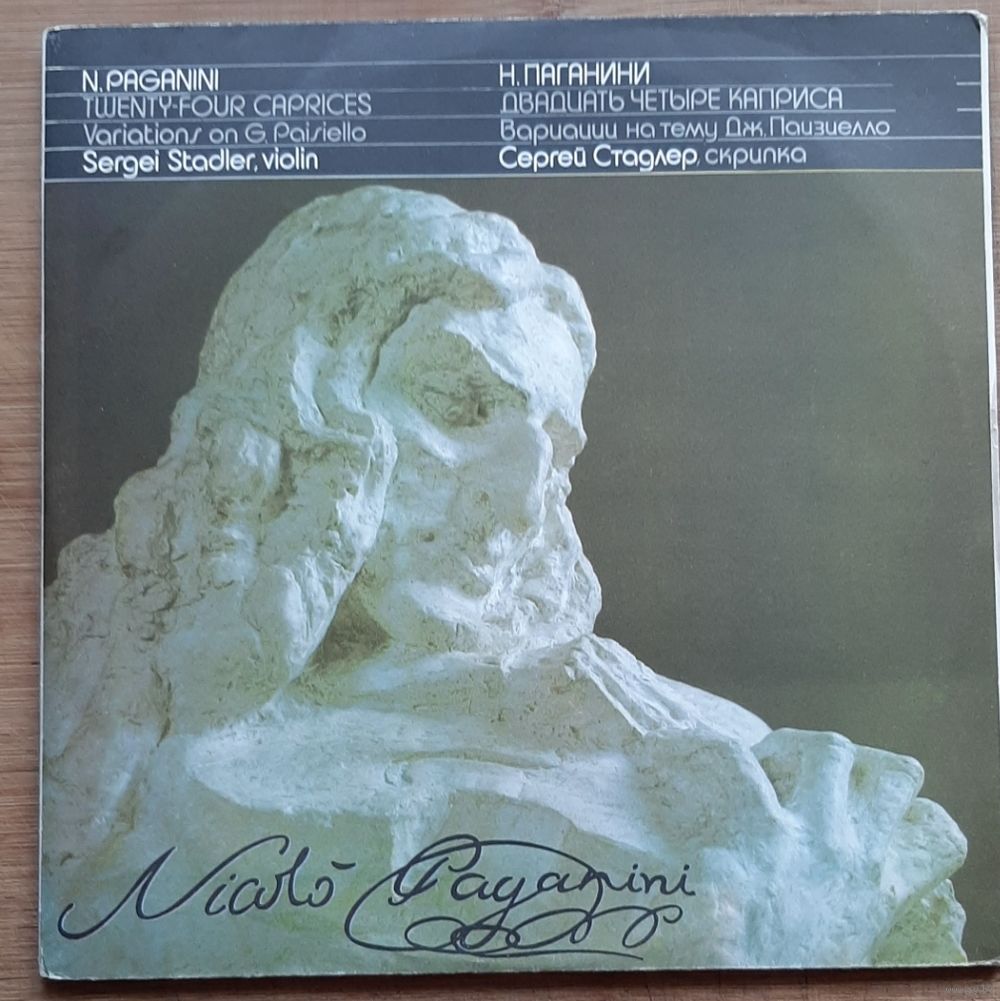 N. PAGANINI
TWENTY-FOUR CAPRICES
Variations on G. Paisiello
Sergei Stadler, violin
Н. ПАГАНИНИ
ДВАДЦАТЬ ЧЕТЫРЕ КАПРИСА
Вариации на тему Дж. Паизиелло
Сергей Стадлер, скрипка
Nicolò Paganini